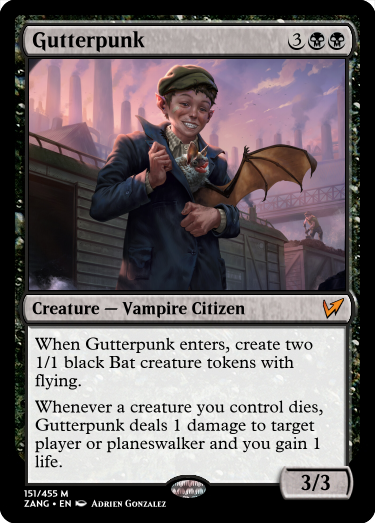 Gutterpunk 3
Creature — Vampire Citizen
When Gutterpunk enters, create two
1/1 black Bat creature tokens with
flying.
Whenever a creature you control dies,
Gutterpunk deals 1 damage to target
player or planeswalker and you gain 1
life.
3/3
151/455 M
ZANG • EN Adrien Gonzalez